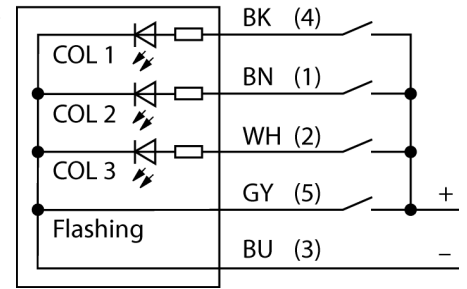 BK (4)
COL 1
BN (1)
COL 2
WH (2)
COL 3
GY (5)
+
Flashing
BU (3)
–